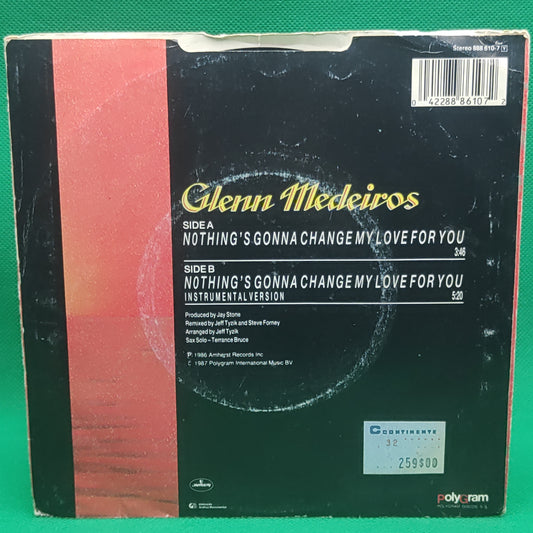 Stereo 888 610-7 Y
0 42288 86107 2
Glenn Medeiros
SIDE A
NOTHING'S GONNA CHANGE MY LOVE FOR YOU
3:46
SIDE B
NOTHING'S GONNA CHANGE MY LOVE FOR YOU
INSTRUMENTAL VERSION 5:20
Produced by Jay Stone
Remixed by Jeff Tyzik and Steve Forney
Arranged by Jeff Tyzik
Sax Solo - Terrance Bruce
℗ 1986 Amherst Records Inc
© 1987 Polygram International Music BV
CONTINENTE
32
259$00
mercury
polygram